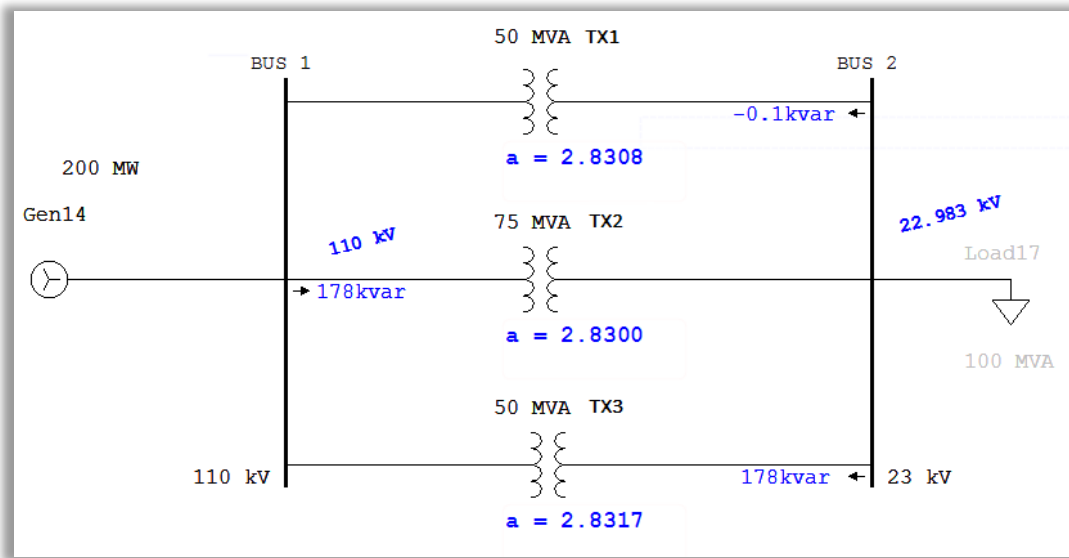 50 MVA TX1
BUS 1
BUS 2
-0.1kvar
a = 2.8308
200 MW
Gen14
75 MVA TX2
110 kV
22.983 kV
Load17
178kvar
a = 2.8300
100 MVA
50 MVA TX3
110 kV
178kvar
23 kV
a = 2.8317